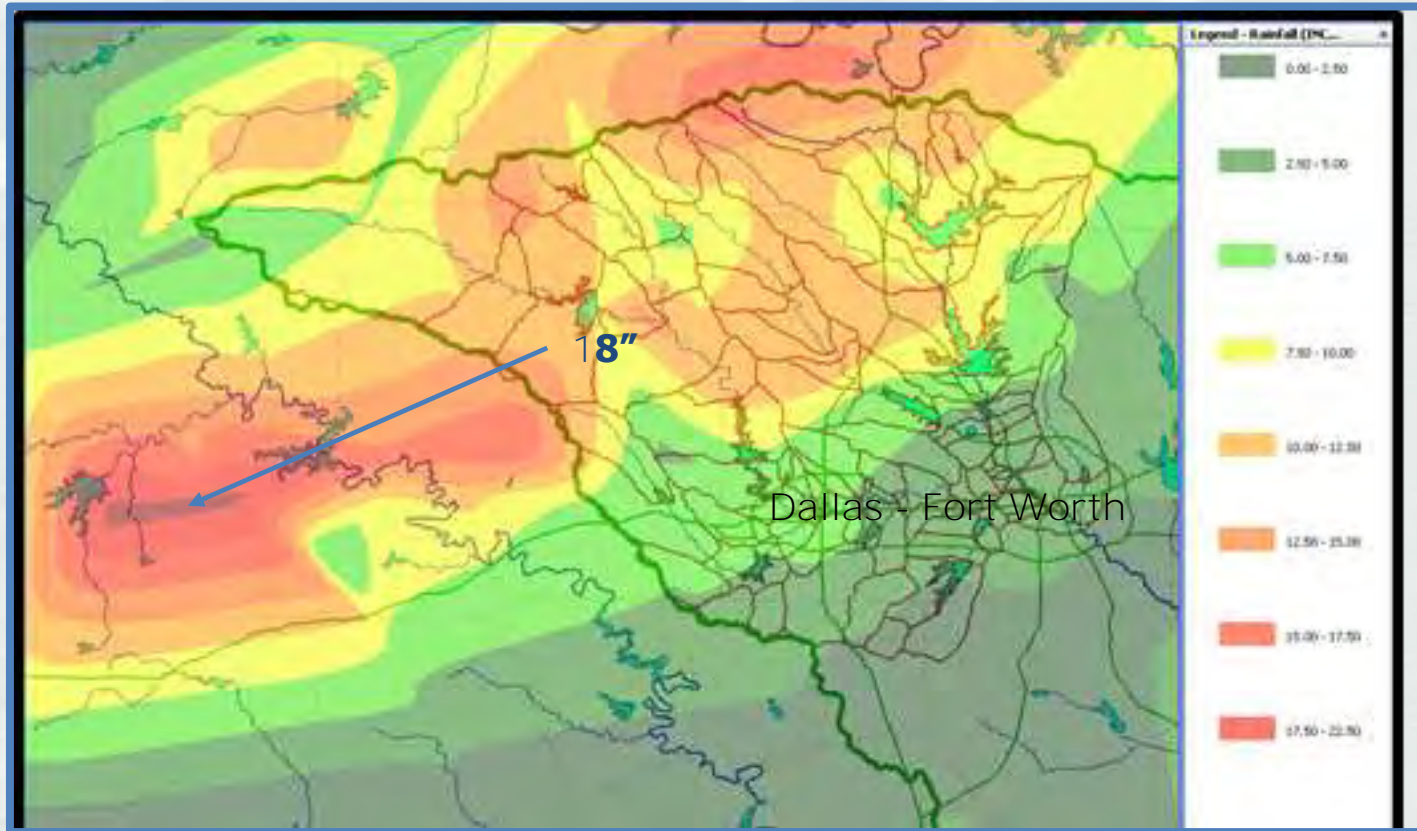 Legend - Rainfall (INC...
0.00 - 2.50
2.50 - 5.00
5.00 - 7.50
7.50 - 10.00
10.00 - 12.50
12.50 - 15.00
15.00 - 17.50
17.50 - 22.50
18"
Dallas - Fort Worth